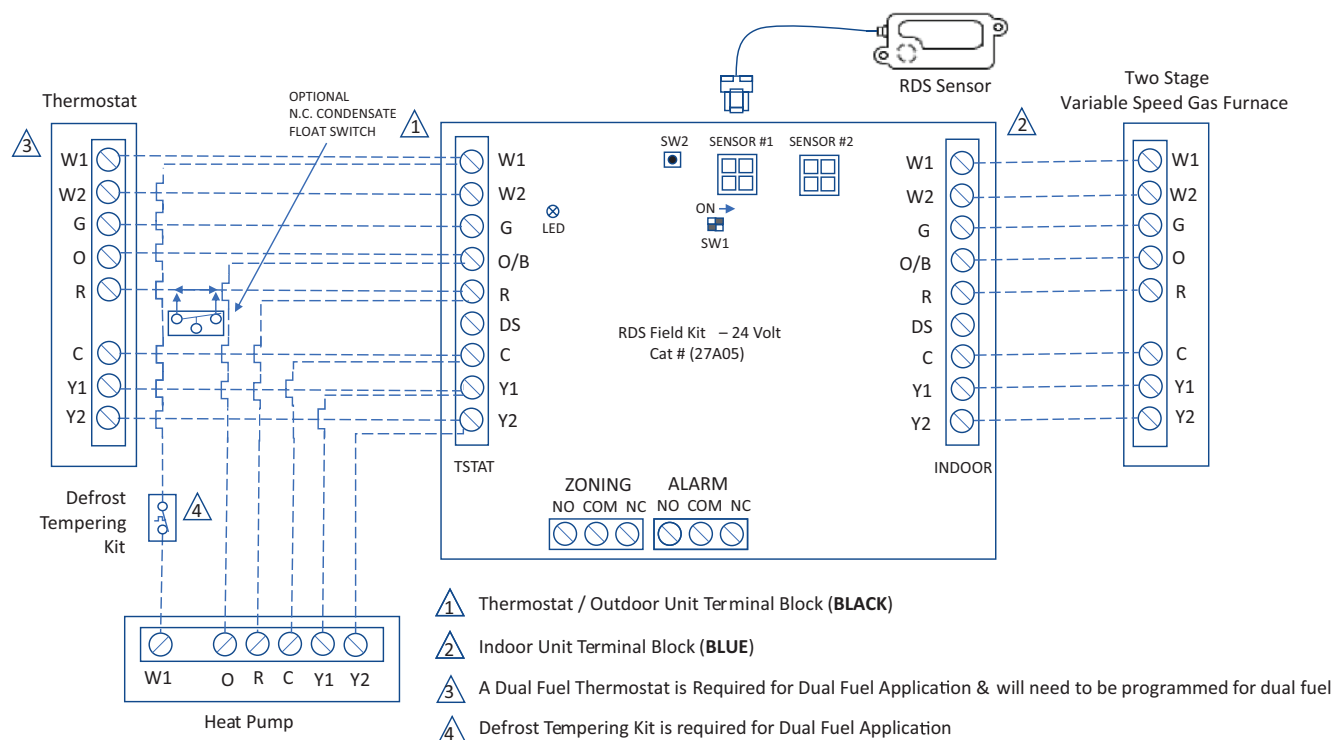 RDS Sensor
Two Stage
Variable Speed Gas Furnace
Thermostat
OPTIONAL
N.C. CONDENSATE
FLOAT SWITCH
1
2
3
W1
W2
G
O
R
C
Y1
Y2
W1
W2
G
O/B
R
DS
C
Y1
Y2
TSTAT
LED
SW2
SENSOR #1
SENSOR #2
ON
SW1
RDS Field Kit – 24 Volt
Cat # (27A05)
W1
W2
G
O/B
R
DS
C
Y1
Y2
INDOOR
W1
W2
G
O
R
C
Y1
Y2
ZONING
NO COM NC
ALARM
NO COM NC
Defrost
Tempering
Kit
4
W1 O R C Y1 Y2
Heat Pump
1 Thermostat / Outdoor Unit Terminal Block (BLACK)
2 Indoor Unit Terminal Block (BLUE)
3 A Dual Fuel Thermostat is Required for Dual Fuel Application & will need to be programmed for dual fuel
4 Defrost Tempering Kit is required for Dual Fuel Application